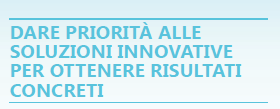 DARE PRIORITÀ ALLE
SOLUZIONI INNOVATIVE
PER OTTENERE RISULTATI
CONCRETI